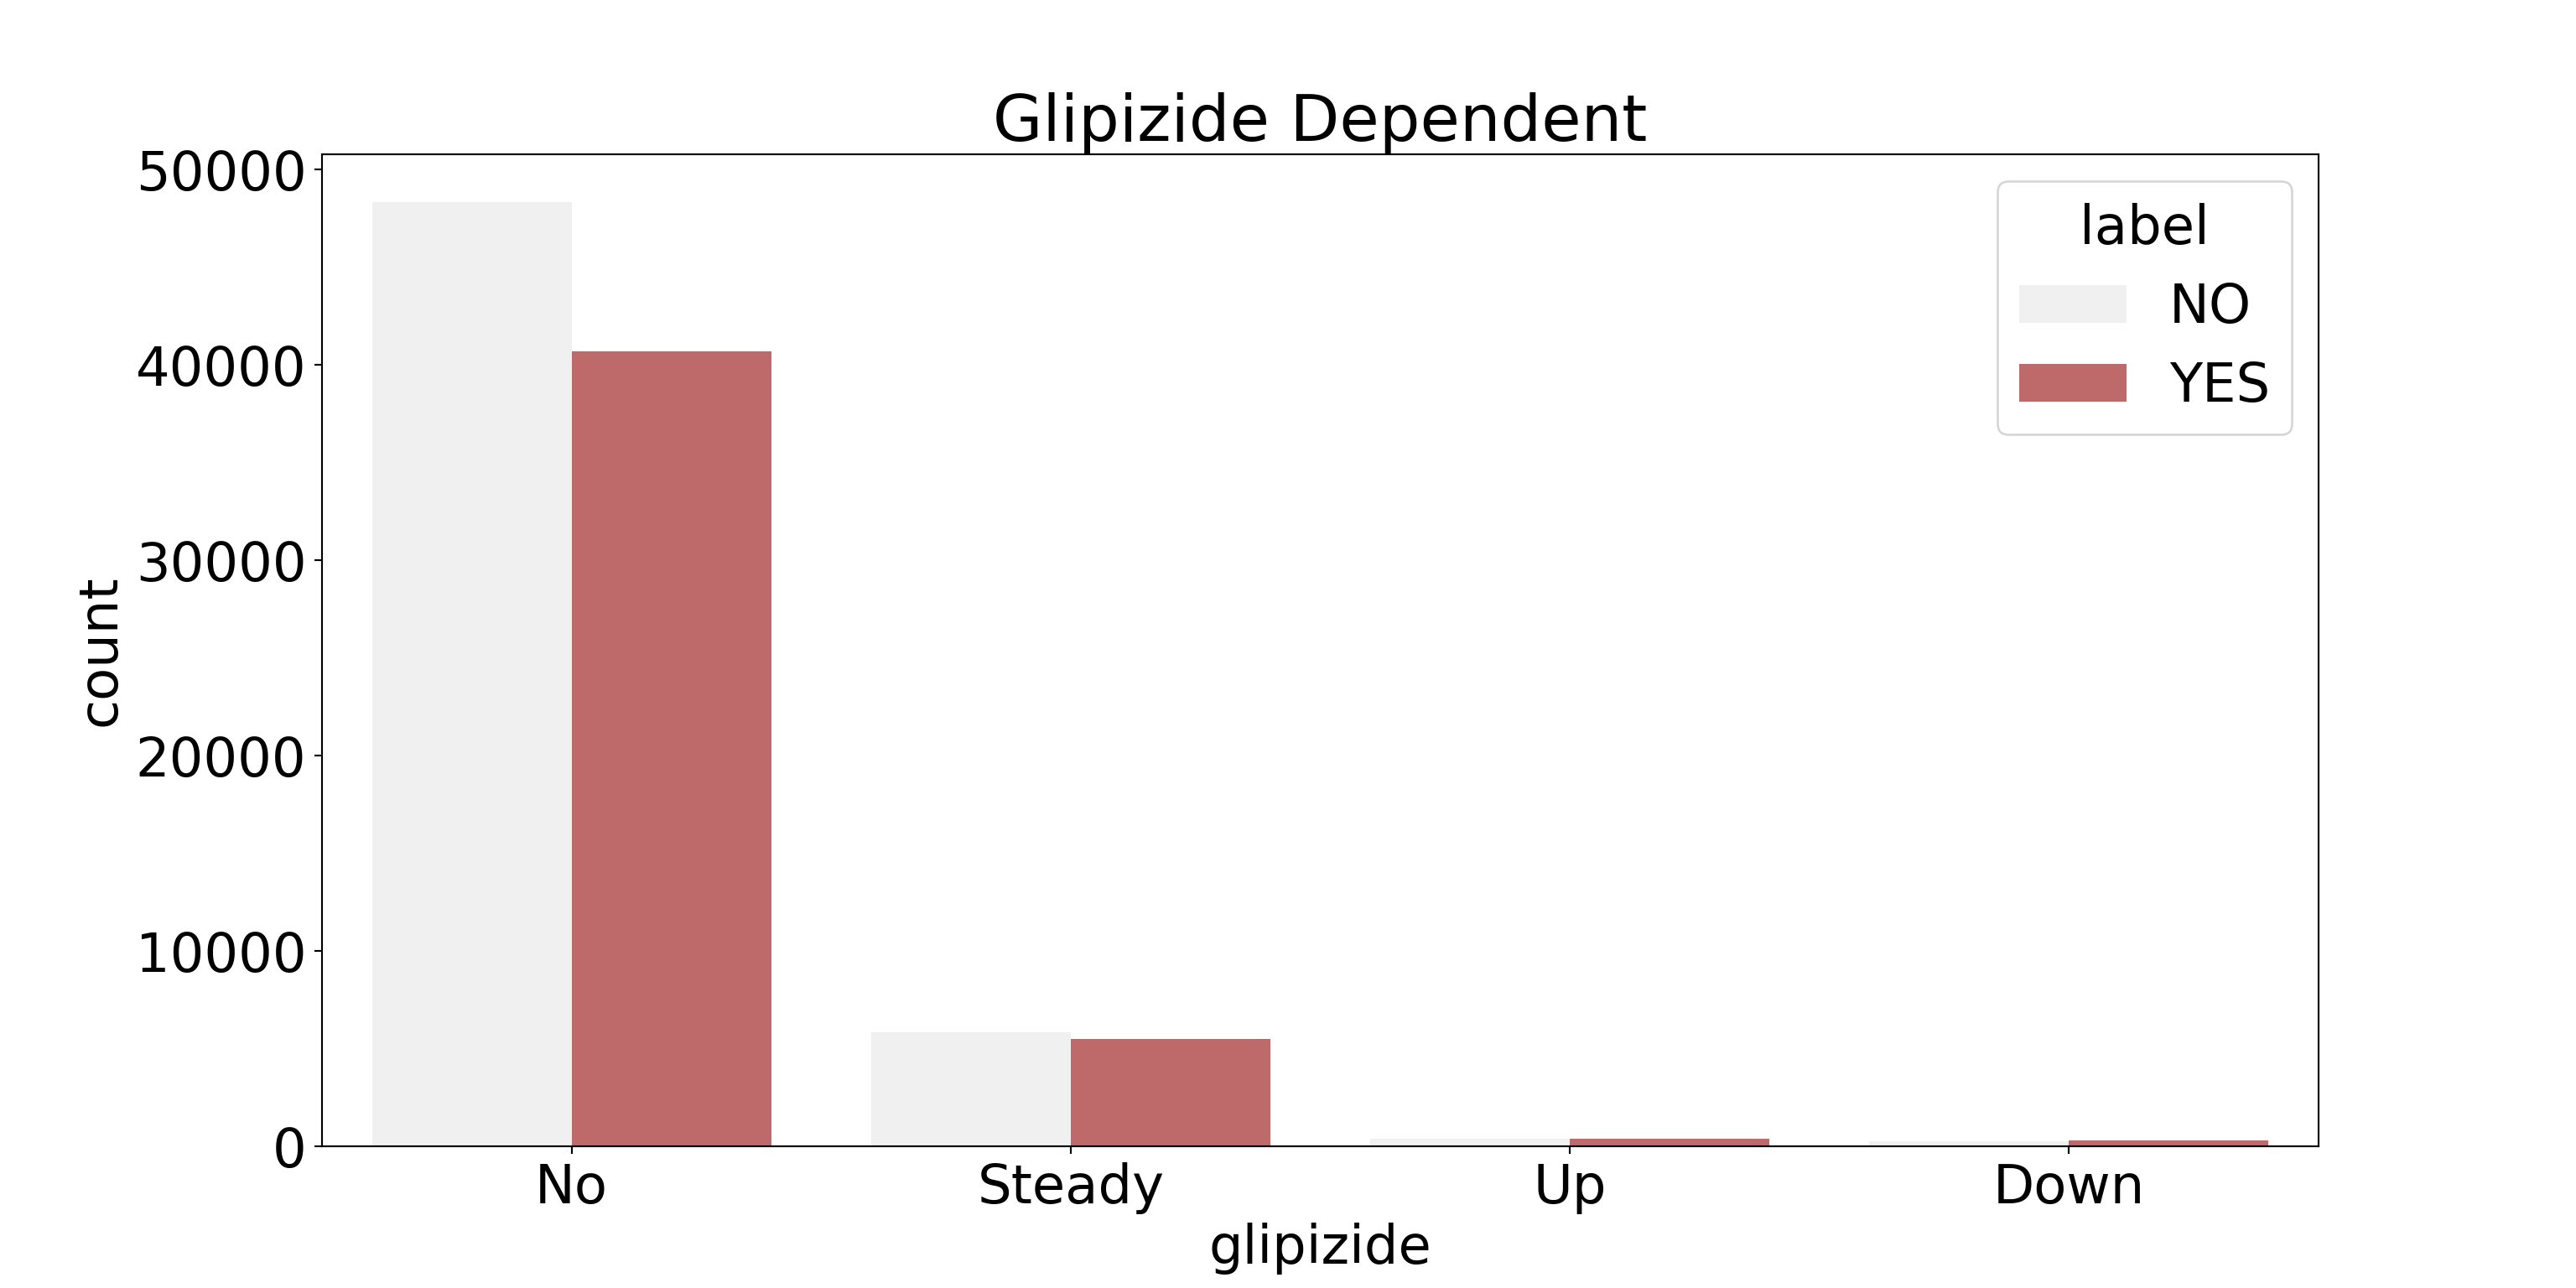 Glipizide Dependent
50000
40000
30000
20000
10000
0
count
label
NO
YES
No
Steady
Up
Down
glipizide